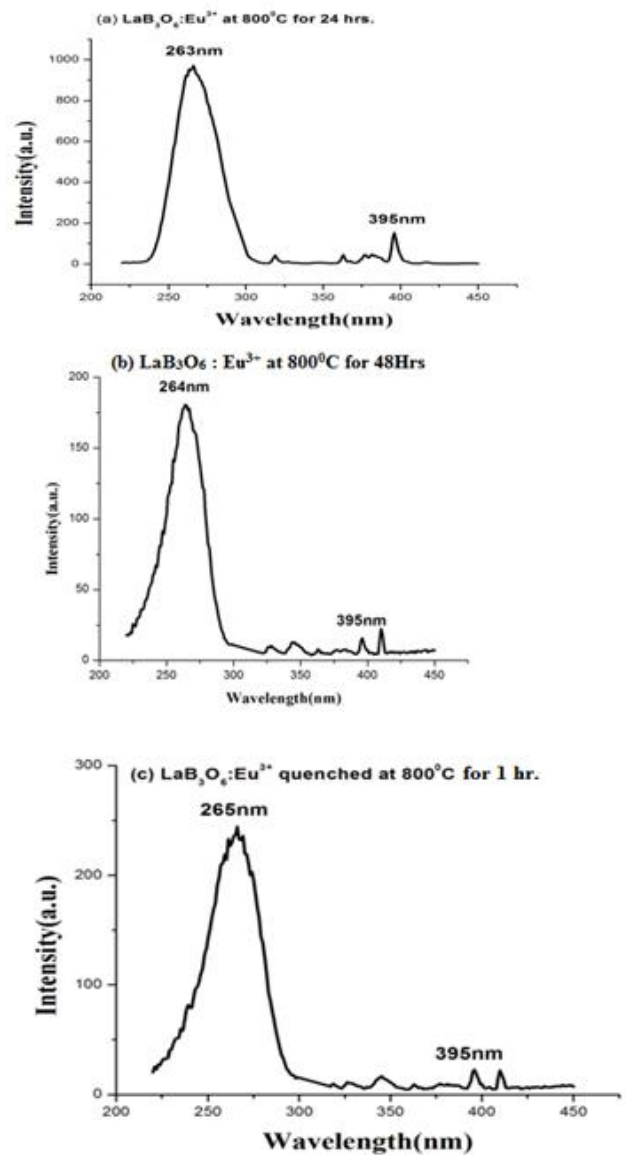 (a) LaB₃O₆:Eu³⁺ at 800⁰C for 24 hrs.
263nm
1000
800
600
400
200
0
395nm
Intensity(a.u.)
200 250 300 350 400 450
Wavelength(nm)
(b) LaB₃O₆ : Eu³⁺ at 800⁰C for 48Hrs
264nm
200
150
100
50
0
395nm
Intensity(a.u.)
200 250 300 350 400 450
Wavelength(nm)
300
200
100
0
(c) LaB₃O₆:Eu³⁺ quenched at 800⁰C for 1 hr.
265nm
395nm
Intensity(a.u.)
200 250 300 350 400 450
Wavelength(nm)